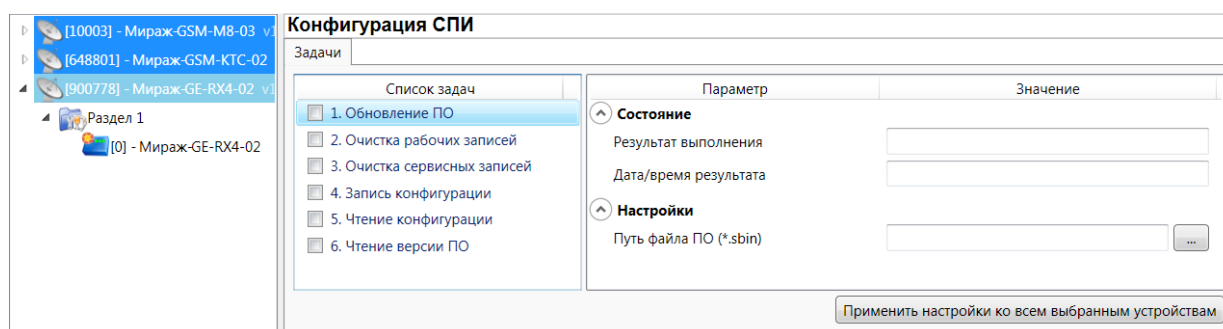 [10003] - Мираж-GSM-M8-03 v1
[648801] - Мираж-GSM-KTC-02
[900778] - Мираж-GE-RX4-02 v1
Раздел 1
[0] - Мираж-GE-RX4-02
Конфигурация СПИ
Задачи
Список задач
1. Обновление ПО
2. Очистка рабочих записей
3. Очистка сервисных записей
4. Запись конфигурации
5. Чтение конфигурации
6. Чтение версии ПО
Параметр Значение
Состояние
Результат выполнения
Дата/время результата
Настройки
Путь файла ПО (*.sbin) ...
Применить настройки ко всем выбранным устройствам